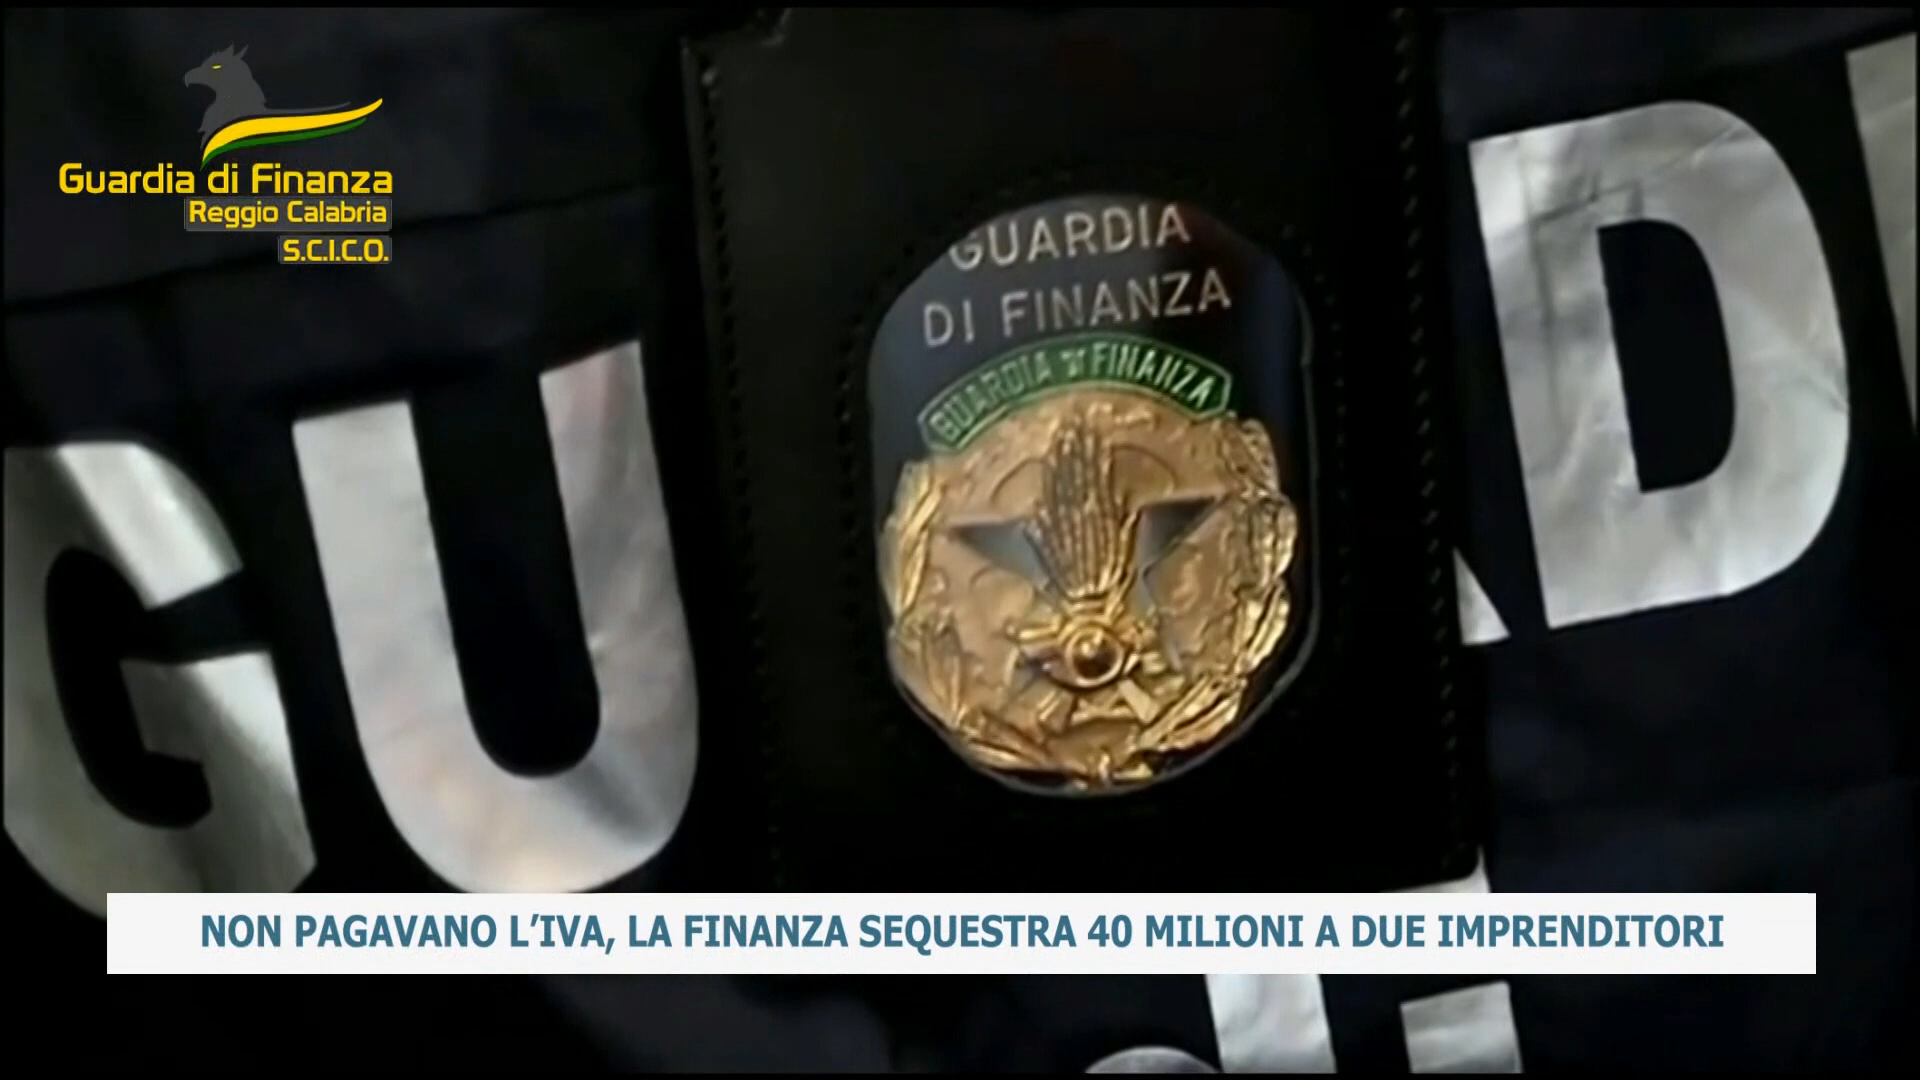 Guardia di Finanza
Reggio Calabria
S.C.I.C.O.
GUARDIA
DI FINANZA
GUARDIA DI FINANZA
GU
D
NON PAGAVANO L'IVA, LA FINANZA SEQUESTRA 40 MILIONI A DUE IMPRENDITORI